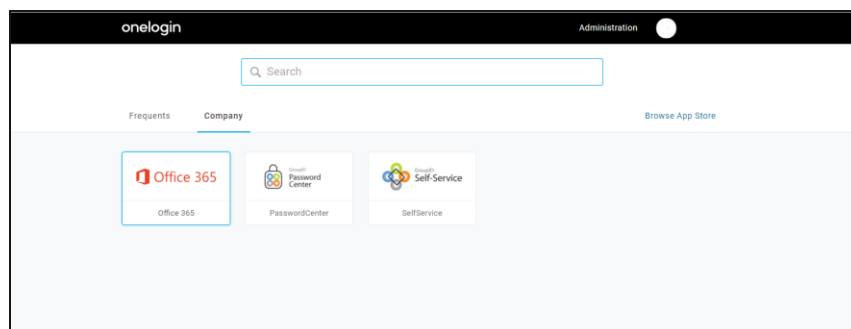 onelogin
Administration
Search
Frequents
Company
Browse App Store
Office 365
GroupID
Password
Center
GroupID
Self-Service
Office 365
PasswordCenter
SelfService